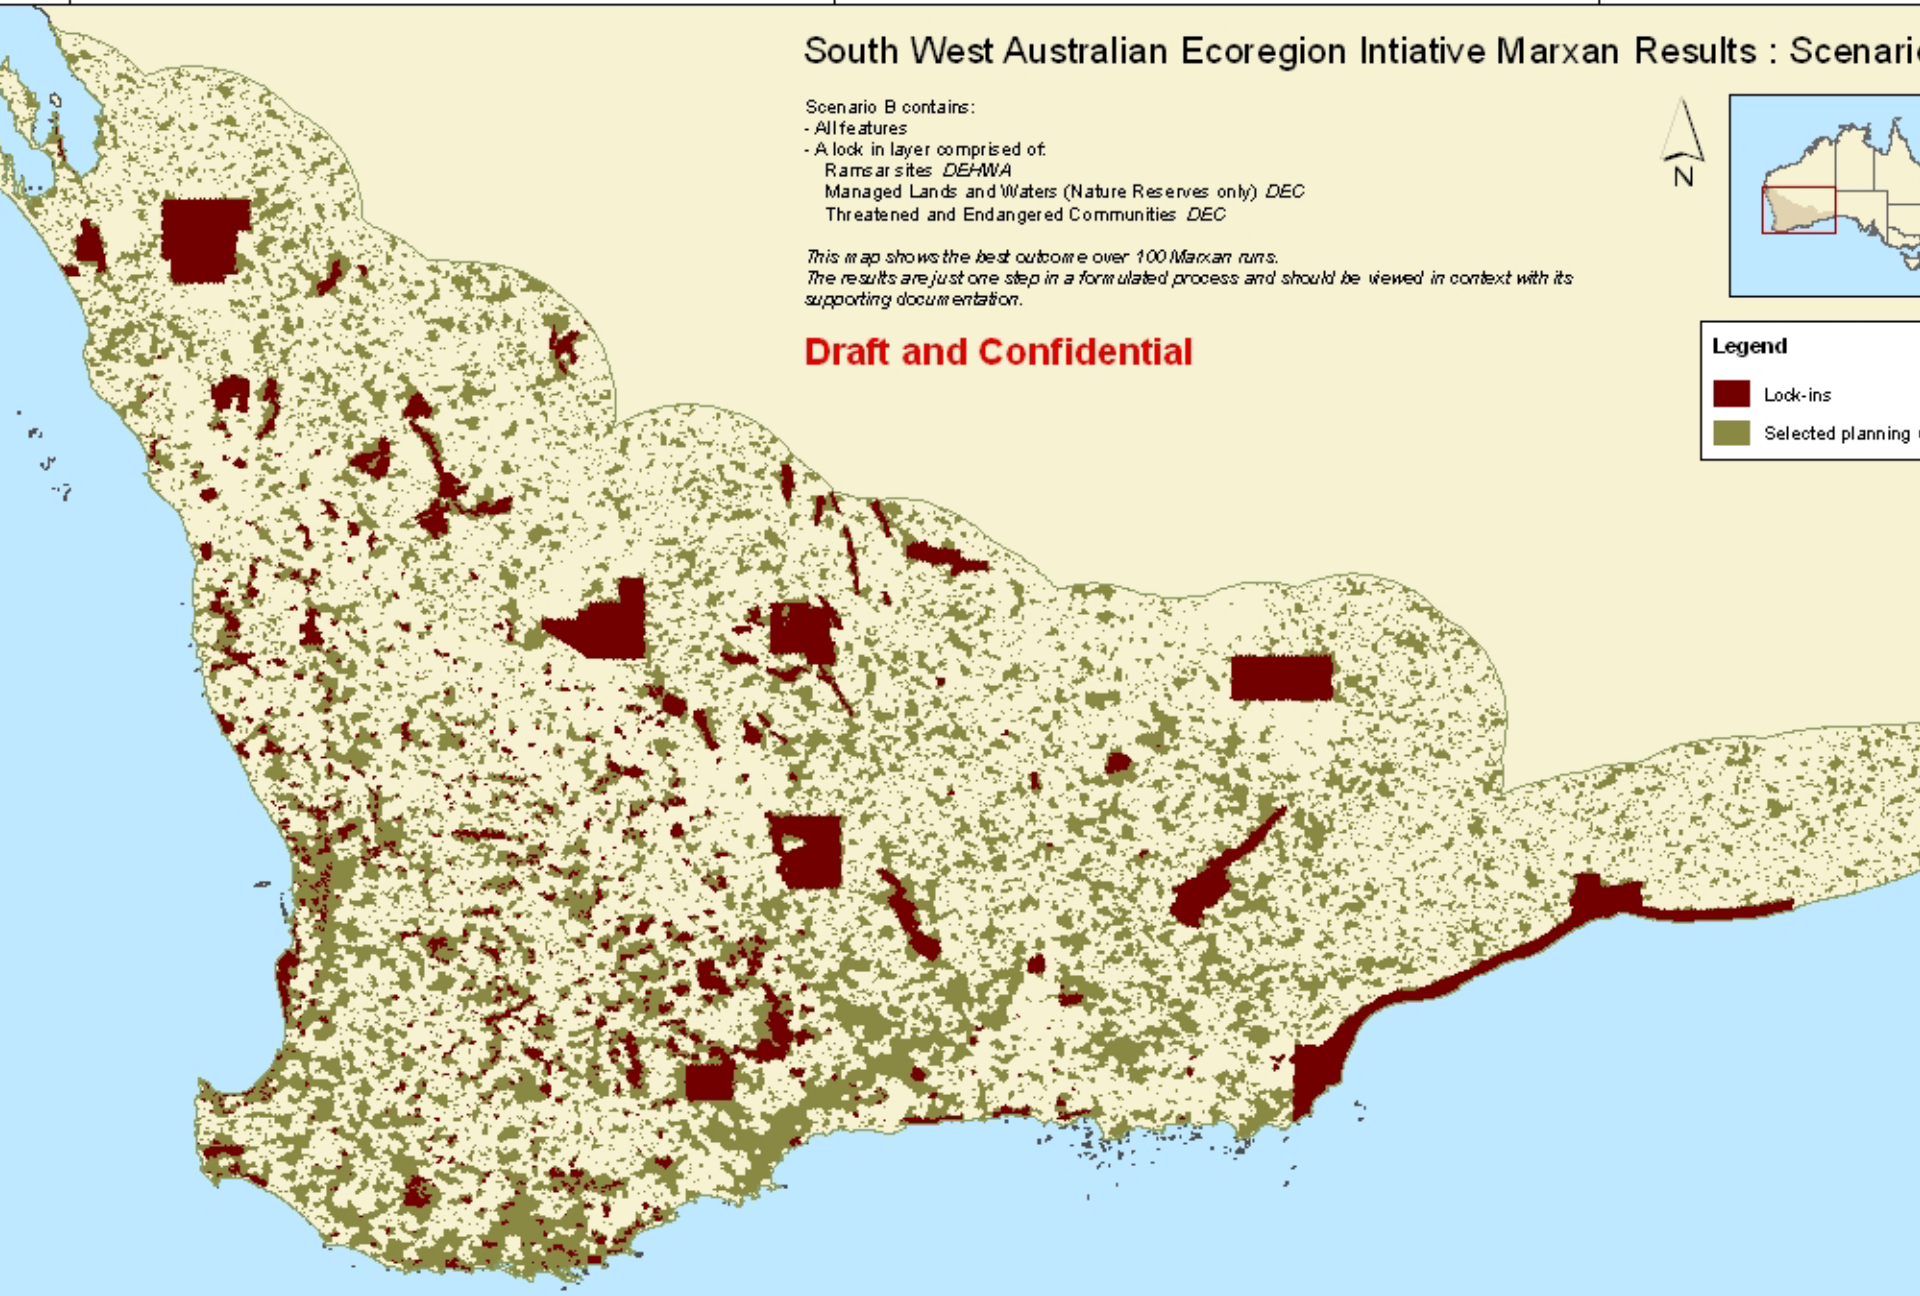 South West Australian Ecoregion Intiative Marxan Results : Scenario
Scenario B contains:
- All features
- A lock in layer comprised of:
Ramsar sites DEHWA
Managed Lands and Waters (Nature Reserves only) DEC
Threatened and Endangered Communities DEC
This map shows the best outcome over 100 Marxan runs.
The results are just one step in a formulated process and should be viewed in context with its
supporting documentation.
Draft and Confidential
N
Legend
Lock-ins
Selected planning